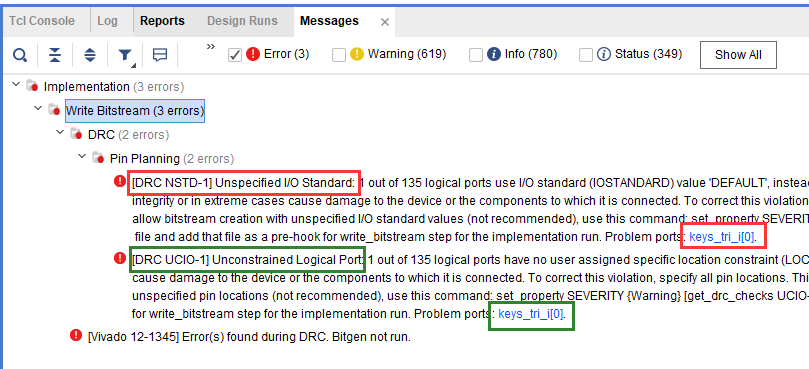 Tcl Console Log Reports Design Runs Messages ×
» Error (3) Warning (619) Info (780) Status (349) Show All
Implementation (3 errors)
Write Bitstream (3 errors)
DRC (2 errors)
Pin Planning (2 errors)
[DRC NSTD-1] Unspecified I/O Standard: 1 out of 135 logical ports use I/O standard (IOSTANDARD) value 'DEFAULT', instead
integrity or in extreme cases cause damage to the device or the components to which it is connected. To correct this violation
allow bitstream creation with unspecified I/O standard values (not recommended), use this command: set_property SEVERITY
file and add that file as a pre-hook for write_bitstream step for the implementation run. Problem ports: keys_tri_i[0].
[DRC UCIO-1] Unconstrained Logical Port: 1 out of 135 logical ports have no user assigned specific location constraint (LOC
cause damage to the device or the components to which it is connected. To correct this violation, specify all pin locations. This
unspecified pin locations (not recommended), use this command: set_property SEVERITY {Warning} [get_drc_checks UCIO-
for write_bitstream step for the implementation run. Problem ports: keys_tri_i[0].
[Vivado 12-1345] Error(s) found during DRC. Bitgen not run.